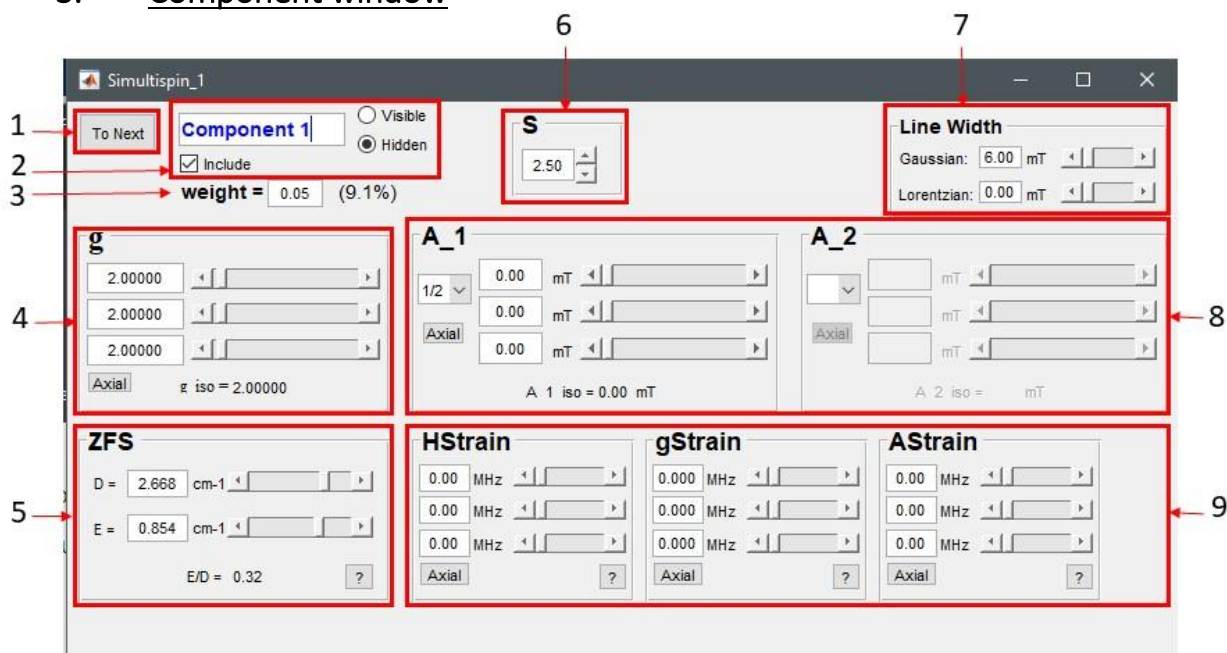 Component window
6
7
Simultispin_1
1
To Next
Component 1
Visible
Hidden
2
Include
3
weight = 0.05 (9.1%)
S
2.50
Line Width
Gaussian: 6.00 mT
Lorentzian: 0.00 mT
4
g
2.00000
2.00000
2.00000
Axial
g iso = 2.00000
A_1
1/2
0.00 mT
0.00 mT
Axial
0.00 mT
A 1 iso = 0.00 mT
A_2
mT
mT
Axial
mT
A 2 iso = mT
8
5
ZFS
D = 2.668 cm-1
E = 0.854 cm-1
E/D = 0.32 ?
HStrain
0.00 MHz
0.00 MHz
0.00 MHz
Axial ?
gStrain
0.000 MHz
0.000 MHz
0.000 MHz
Axial ?
AStrain
0.00 MHz
0.00 MHz
0.00 MHz
Axial ?
9